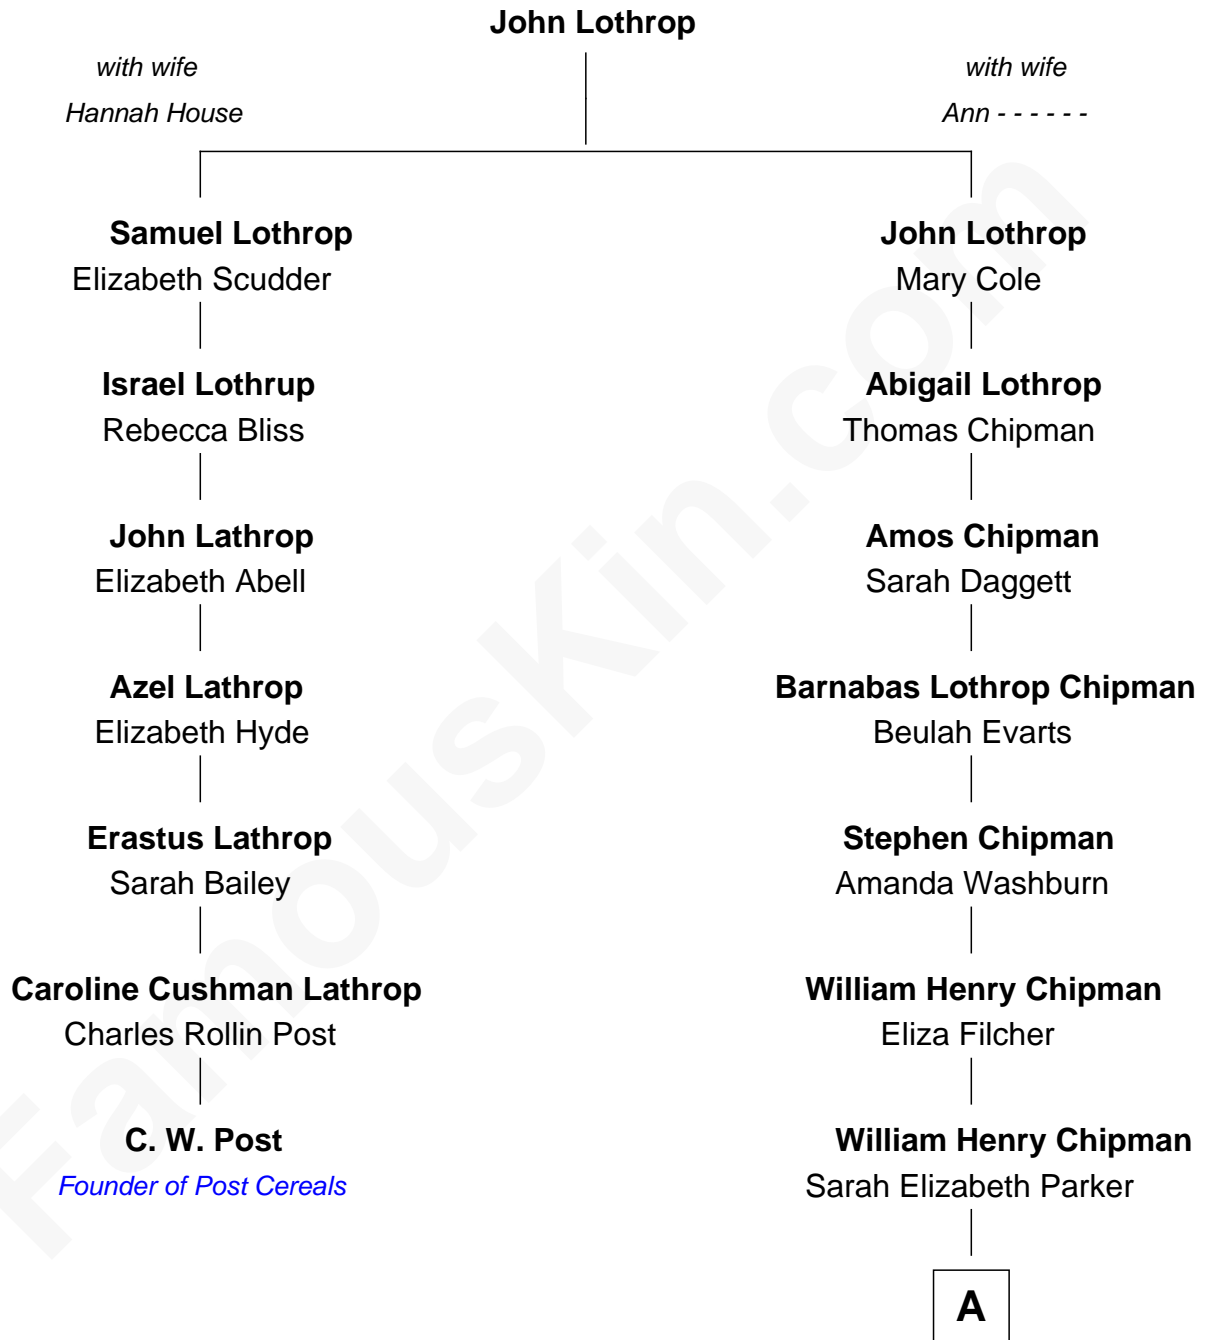 John Lothrop
with wife
Hannah House
with wife
Ann - - - - - -
Samuel Lothrop
Elizabeth Scudder
John Lothrop
Mary Cole
Israel Lothrup
Rebecca Bliss
Abigail Lothrop
Thomas Chipman
John Lathrop
Elizabeth Abell
Amos Chipman
Sarah Daggett
Azel Lathrop
Elizabeth Hyde
Barnabas Lothrop Chipman
Beulah Evarts
Erastus Lathrop
Sarah Bailey
Stephen Chipman
Amanda Washburn
Caroline Cushman Lathrop
Charles Rollin Post
William Henry Chipman
Eliza Filcher
C. W. Post
Founder of Post Cereals
William Henry Chipman
Sarah Elizabeth Parker
A
FamousKin.com